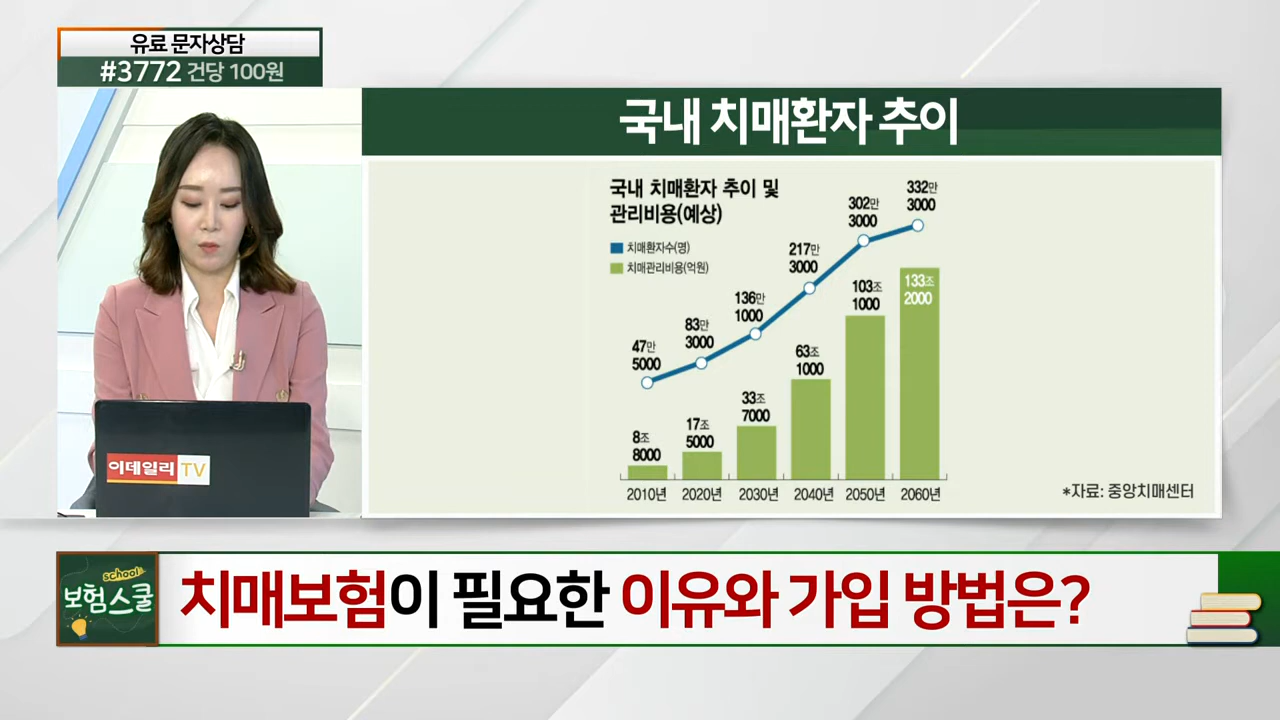 유료 문자상담
#3772 건당 100원
국내 치매환자 추이
국내 치매환자 추이 및
관리비용(예상)
치매환자수(명)
치매관리비용(억원)
47만
5000
83만
3000
136만
1000
217만
3000
302만
3000
332만
3000
8조
8000
17조
5000
33조
7000
63조
1000
103조
1000
133조
2000
2010년 2020년 2030년 2040년 2050년 2060년
*자료: 중앙치매센터
이데일리 TV
school
보험스쿨
치매보험이 필요한 이유와 가입 방법은?